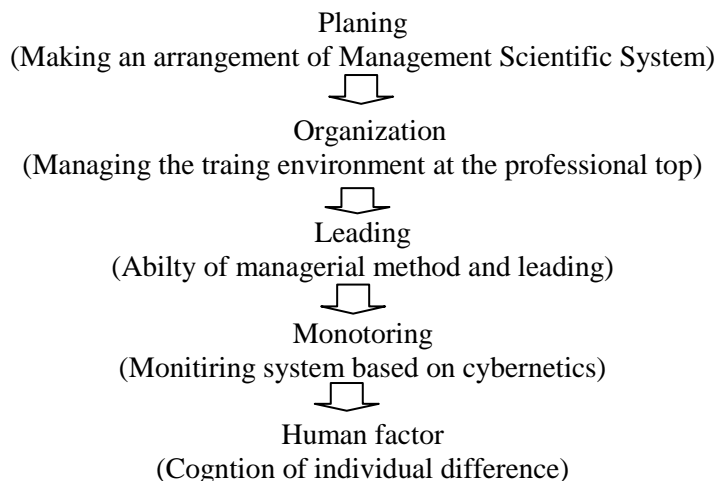 Planing
(Making an arrangement of Management Scientific System)
Organization
(Managing the traing environment at the professional top)
Leading
(Abilty of managerial method and leading)
Monotoring
(Monitiring system based on cybernetics)
Human factor
(Cogntion of individual difference)